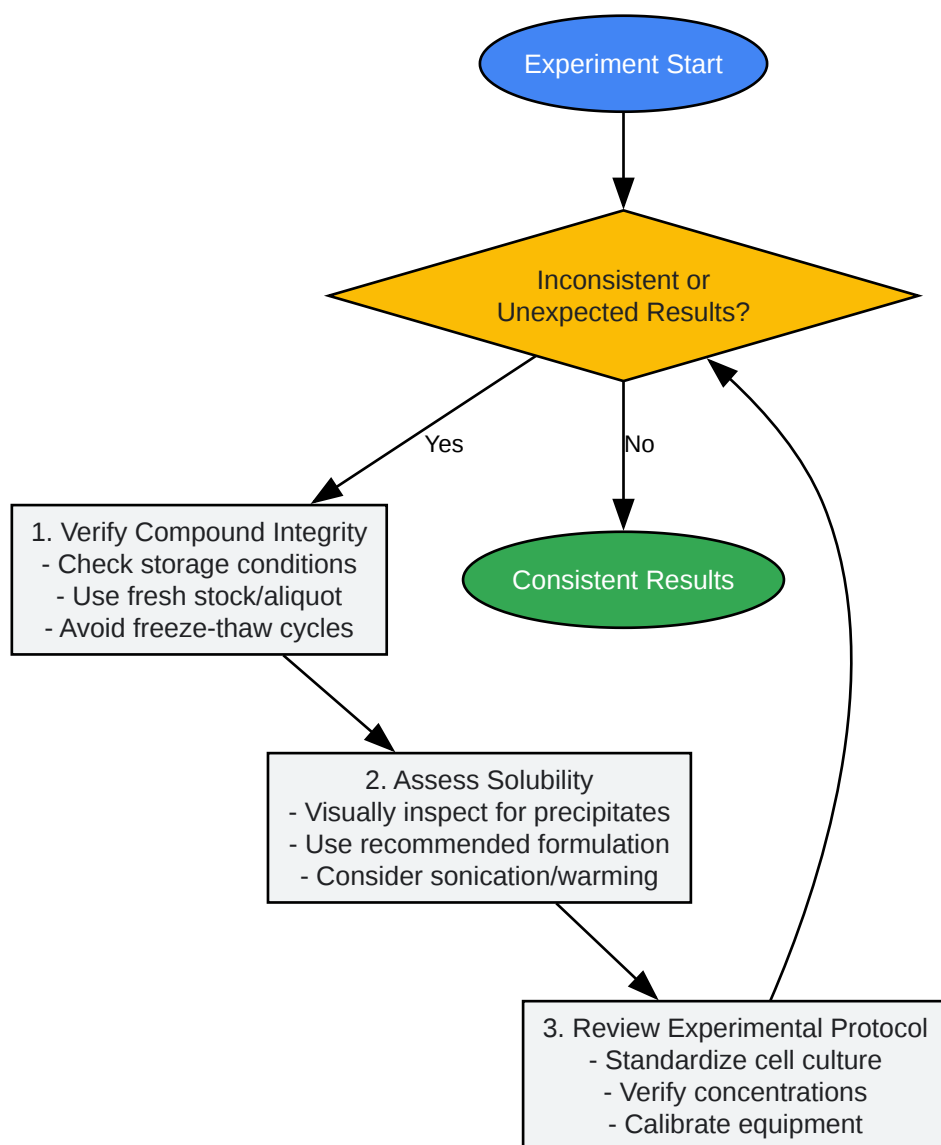 Experiment Start
Inconsistent or
Unexpected Results?
Yes
No
1. Verify Compound Integrity
- Check storage conditions
- Use fresh stock/aliquot
- Avoid freeze-thaw cycles
Consistent Results
2. Assess Solubility
- Visually inspect for precipitates
- Use recommended formulation
- Consider sonication/warming
3. Review Experimental Protocol
- Standardize cell culture
- Verify concentrations
- Calibrate equipment